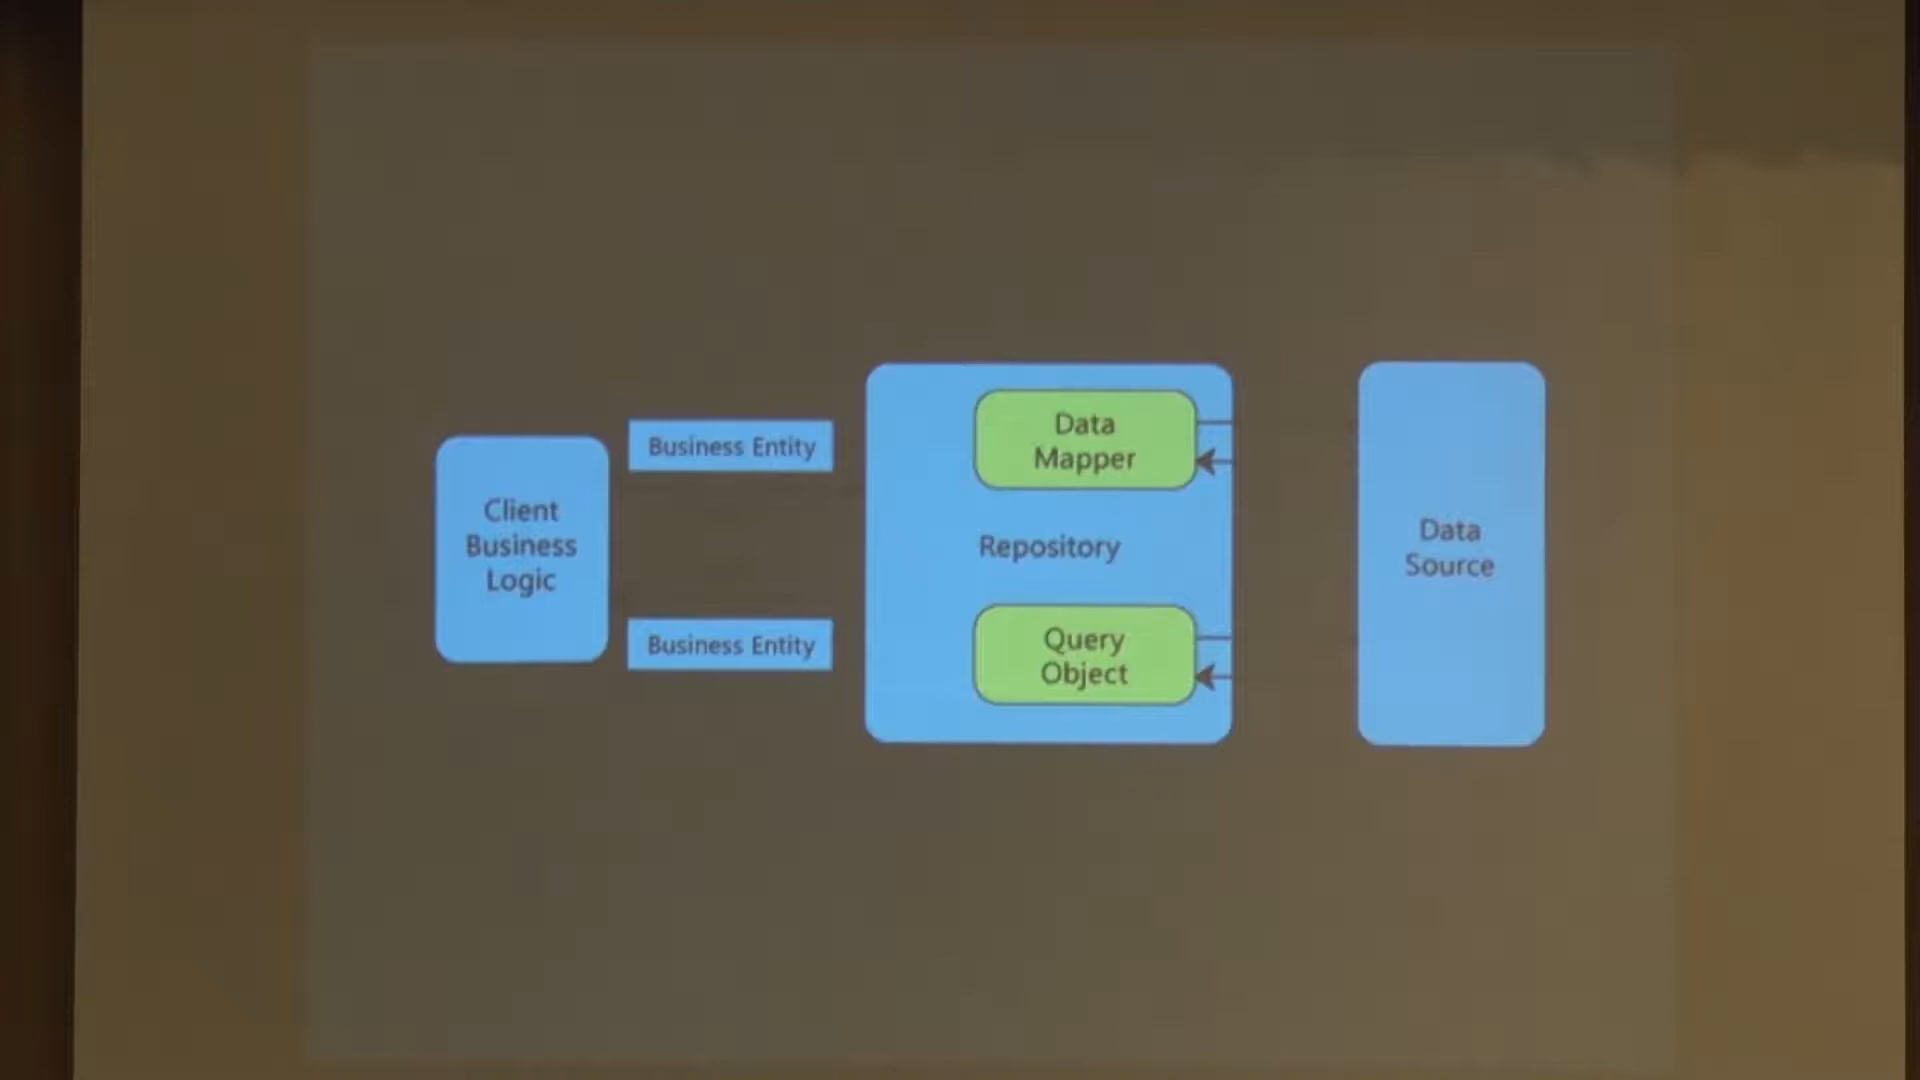 Client
Business
Logic
Business Entity
Business Entity
Data
Mapper
Repository
Query
Object
Data
Source